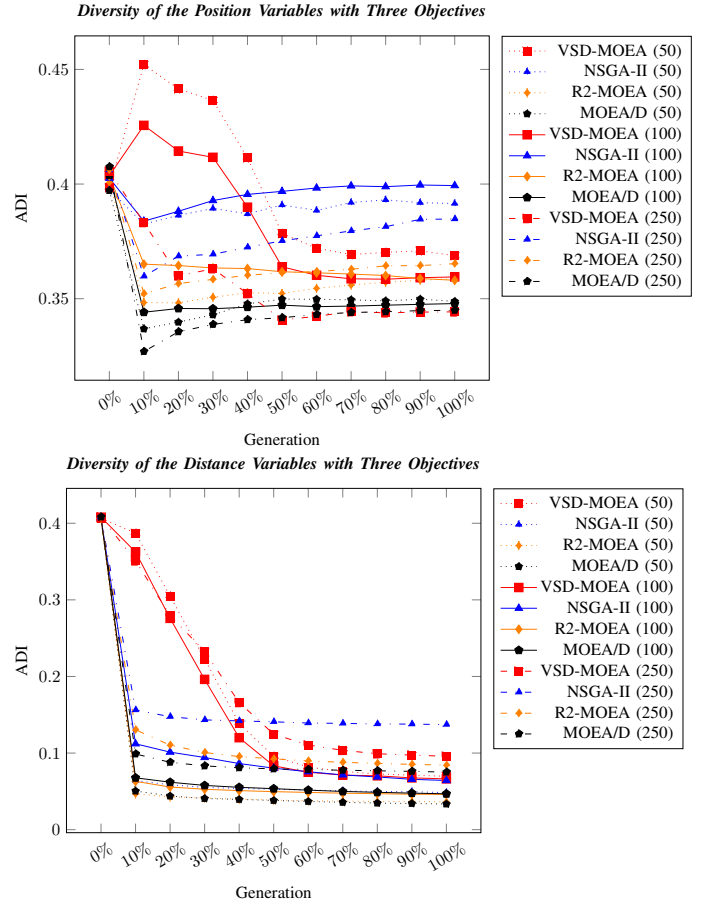 Diversity of the Position Variables with Three Objectives
0.45
0.4
0.35
ADI
0%
10%
20%
30%
40%
50%
60%
70%
80%
90%
100%
Generation
VSD-MOEA (50)
NSGA-II (50)
R2-MOEA (50)
MOEA/D (50)
VSD-MOEA (100)
NSGA-II (100)
R2-MOEA (100)
MOEA/D (100)
VSD-MOEA (250)
NSGA-II (250)
R2-MOEA (250)
MOEA/D (250)
Diversity of the Distance Variables with Three Objectives
0.4
0.3
0.2
0.1
0
ADI
0%
10%
20%
30%
40%
50%
60%
70%
80%
90%
100%
Generation
VSD-MOEA (50)
NSGA-II (50)
R2-MOEA (50)
MOEA/D (50)
VSD-MOEA (100)
NSGA-II (100)
R2-MOEA (100)
MOEA/D (100)
VSD-MOEA (250)
NSGA-II (250)
R2-MOEA (250)
MOEA/D (250)